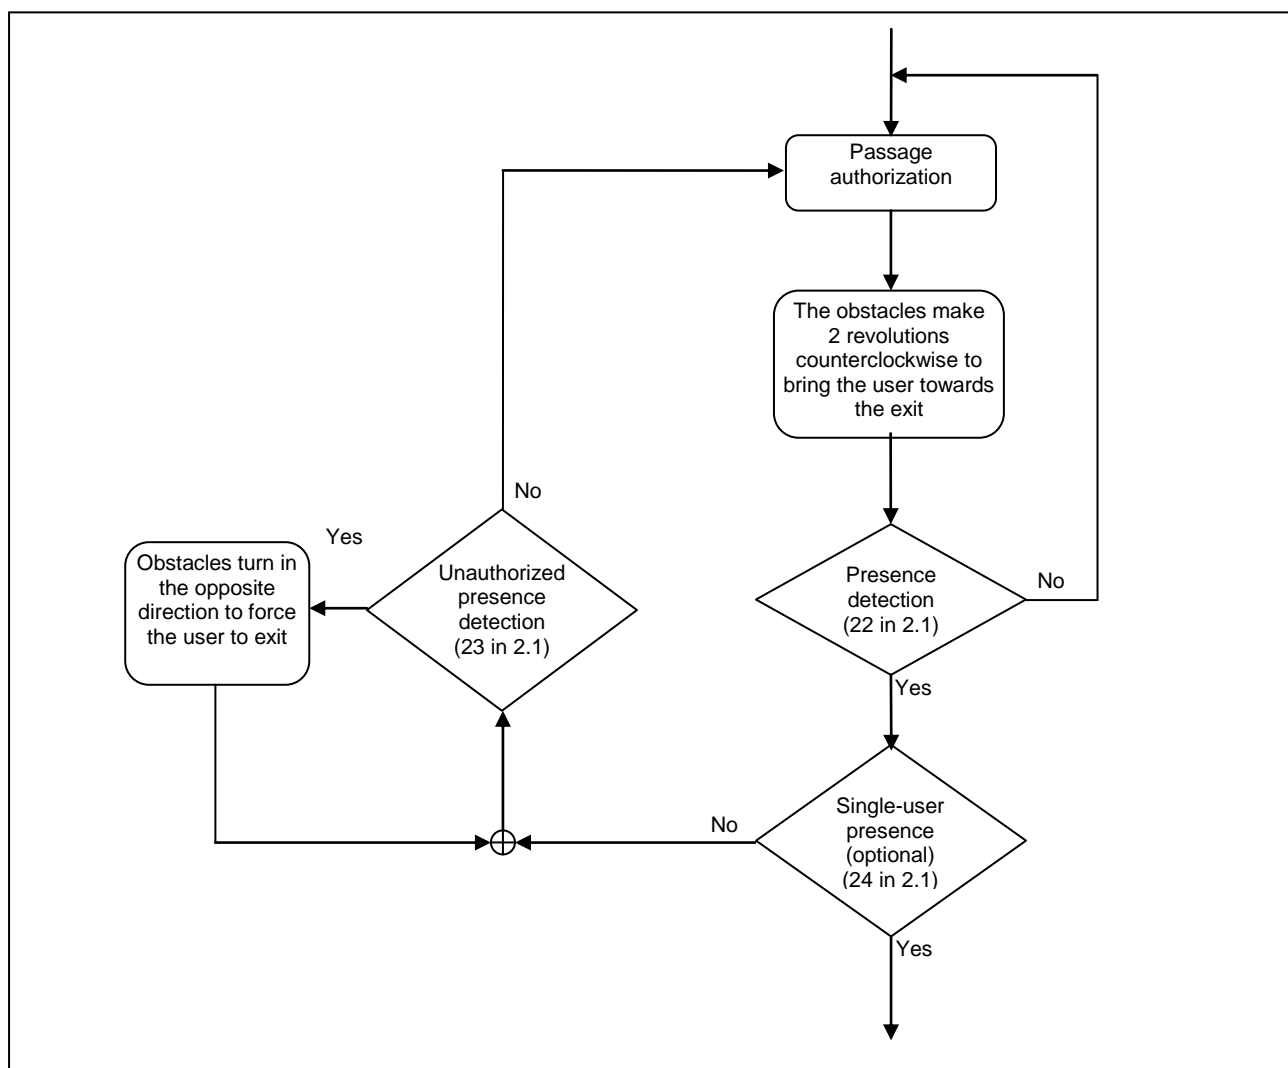 Passage
authorization
The obstacles make
2 revolutions
counterclockwise to
bring the user towards
the exit
No
Yes
Obstacles turn in
the opposite
direction to force
the user to exit
Unauthorized
presence
detection
(23 in 2.1)
Presence
detection
(22 in 2.1)
No
Yes
No
Single-user
presence
(optional)
(24 in 2.1)
Yes